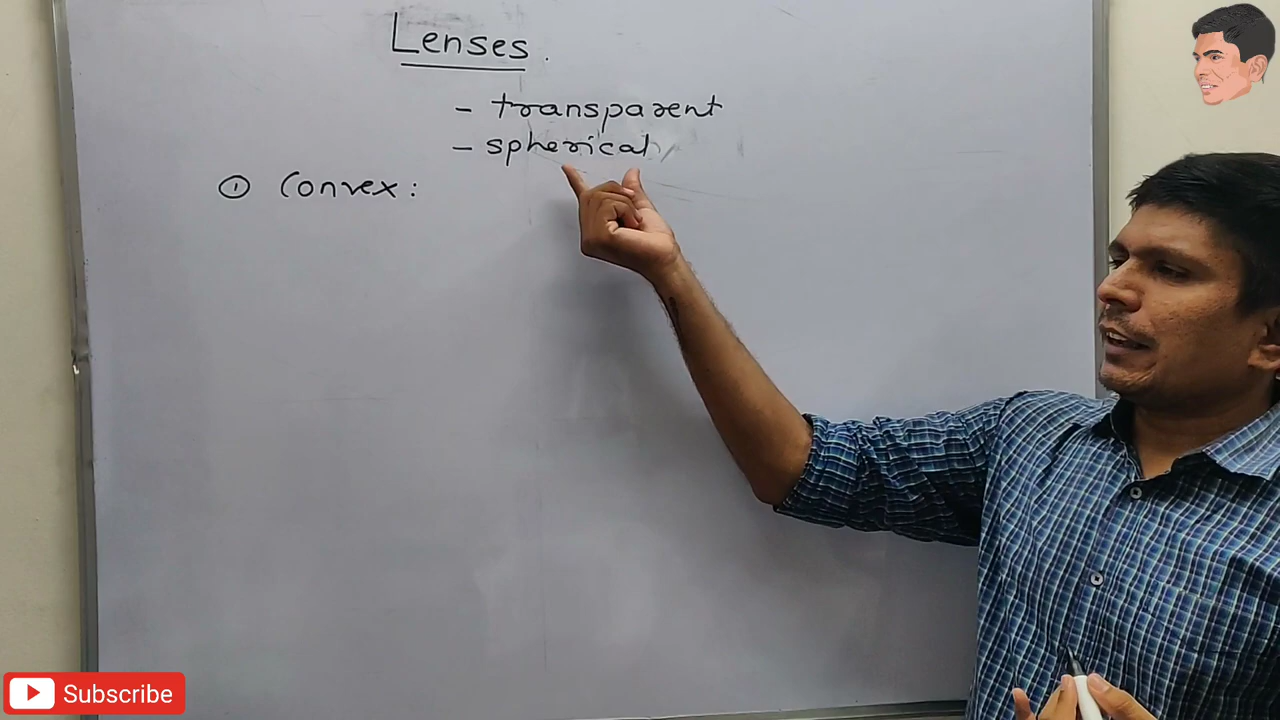 Lenses.
- transparent
- spherical
① Convex:
Subscribe